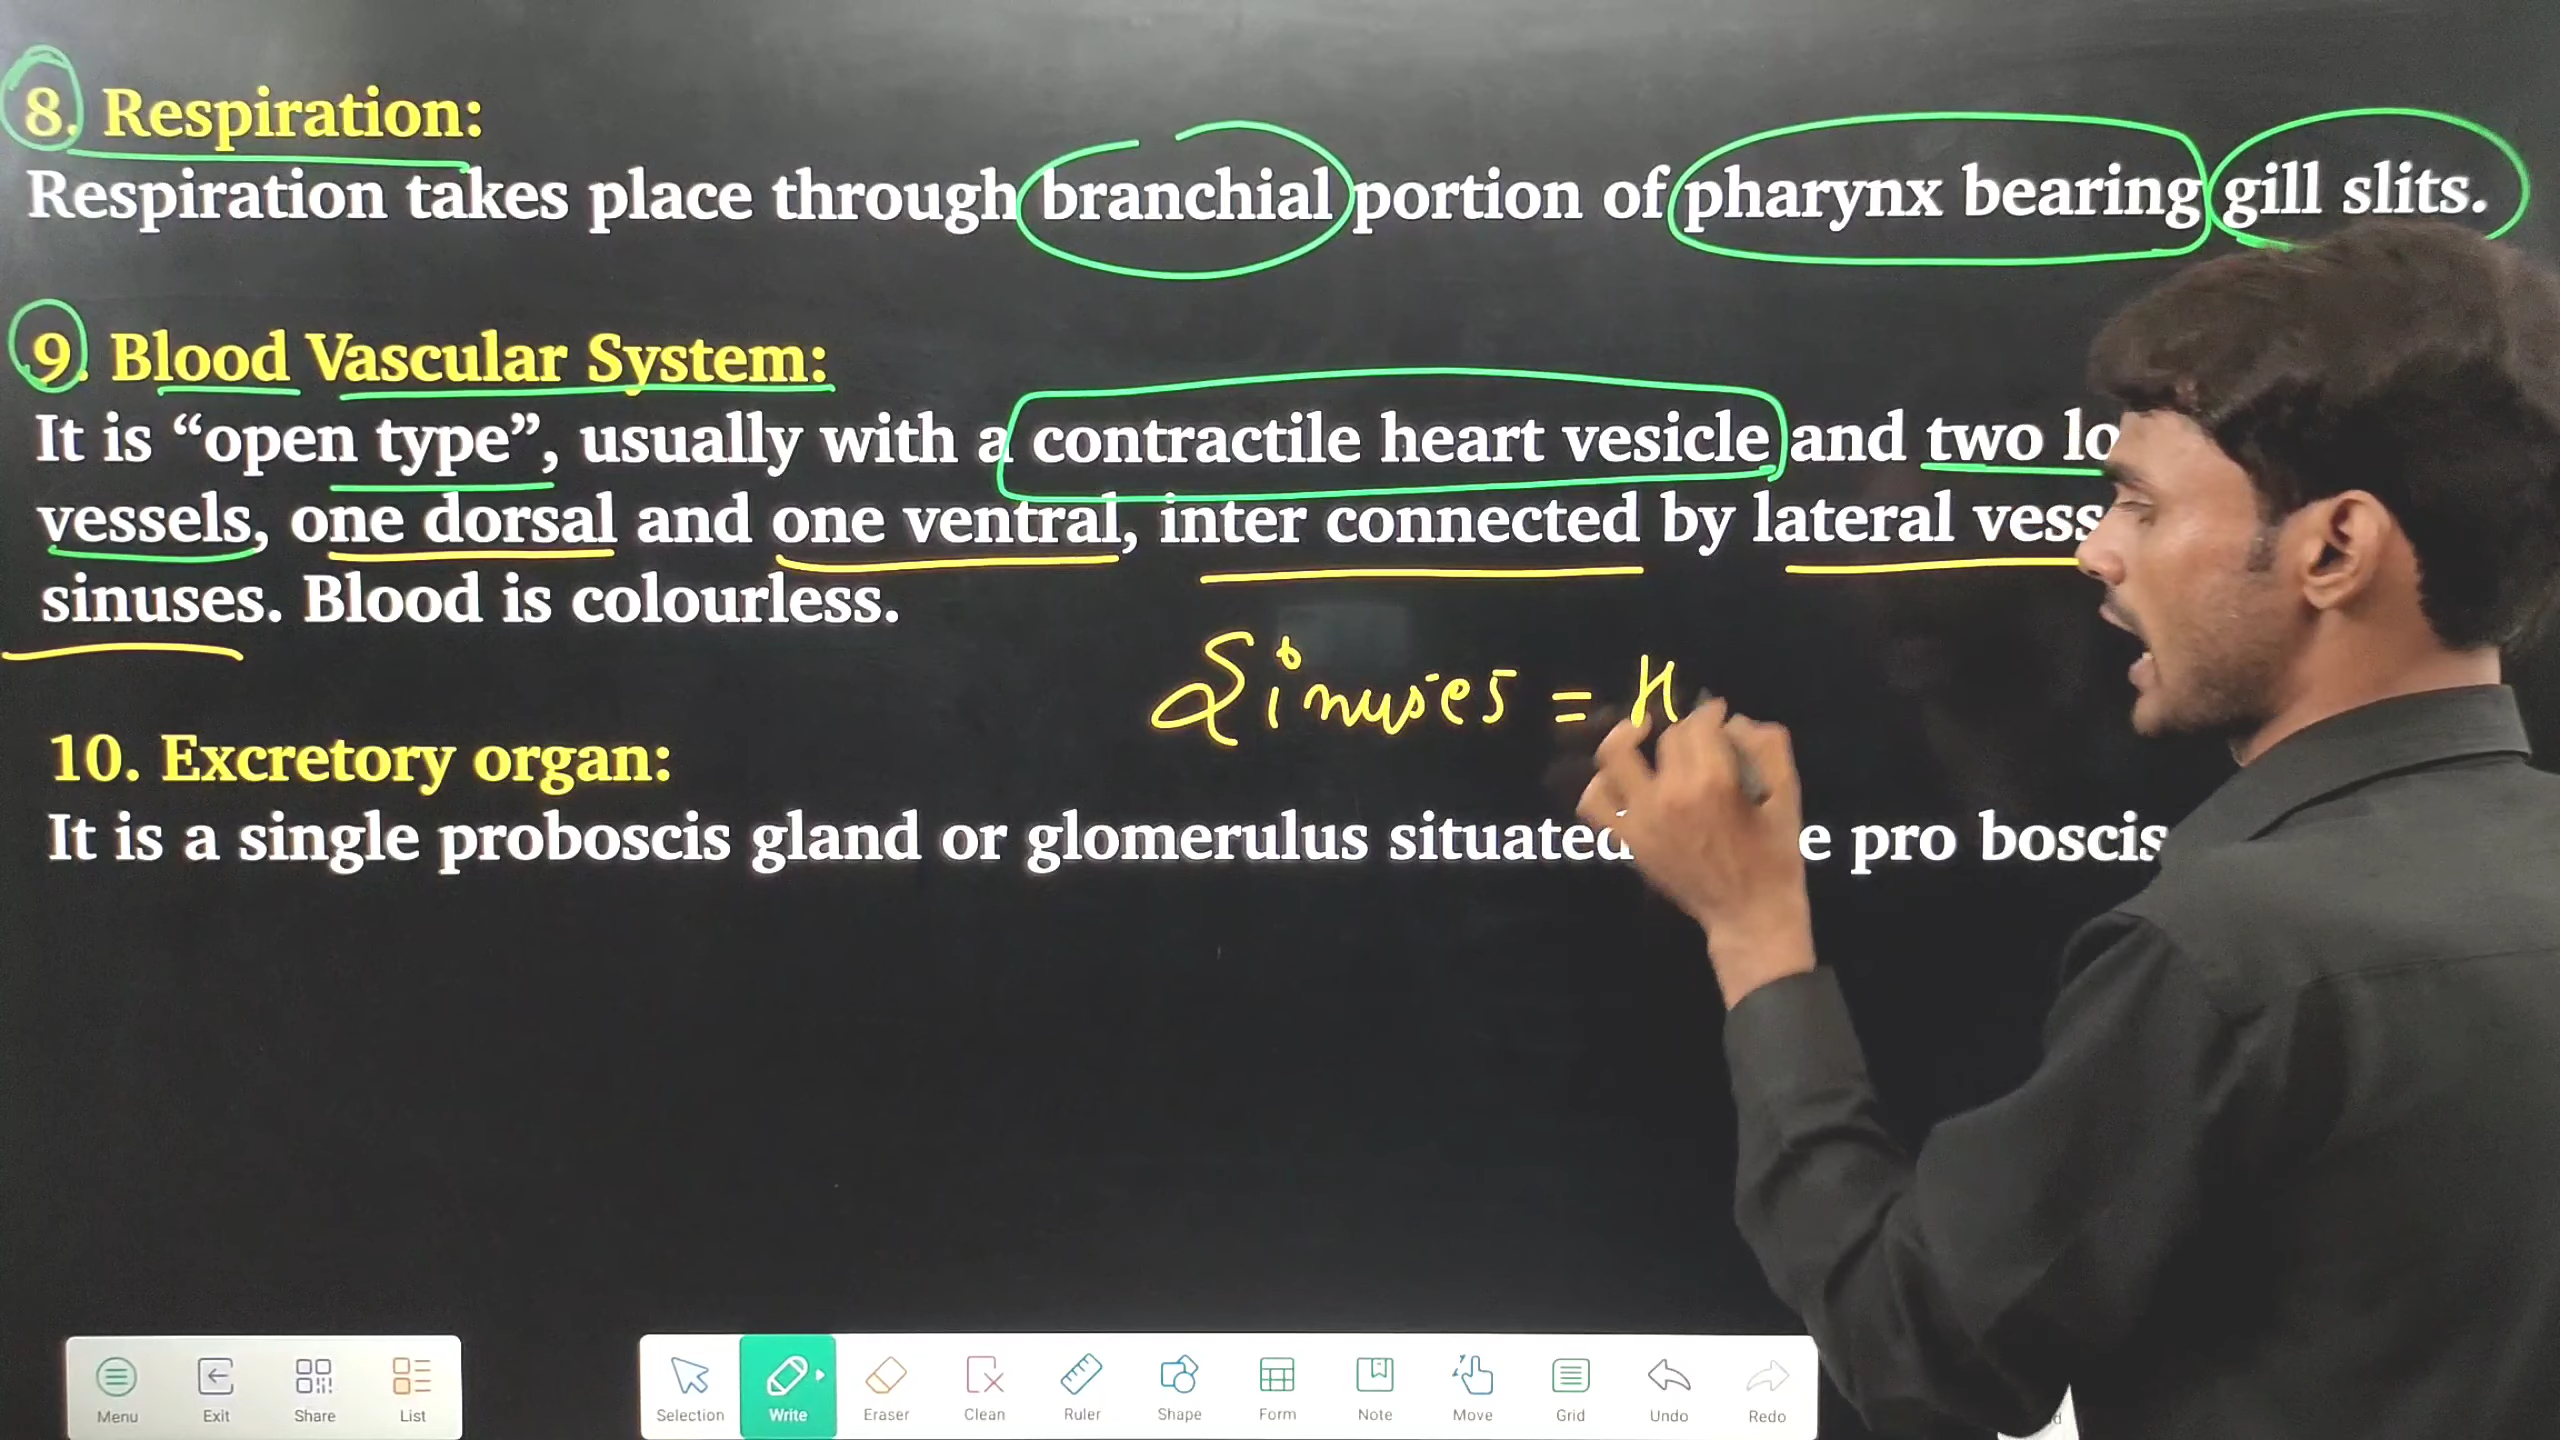 8. Respiration:
Respiration takes place through branchial portion of pharynx bearing gill slits.
9. Blood Vascular System:
It is “open type”, usually with a contractile heart vesicle and two
vessels, one dorsal and one ventral, inter connected by lateral
sinuses. Blood is colourless.
Sinuses = H
10. Excretory organ:
It is a single proboscis gland or glomerulus situated pro boscis
Menu Exit Share List Selection Write Eraser Clean Ruler Shape Form Note Move Grid Undo Redo